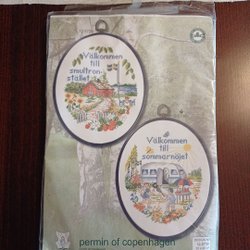 Välkommen
till
smultron-
stället
Välkommen
till
sommarnöjet
permin of copenhagen